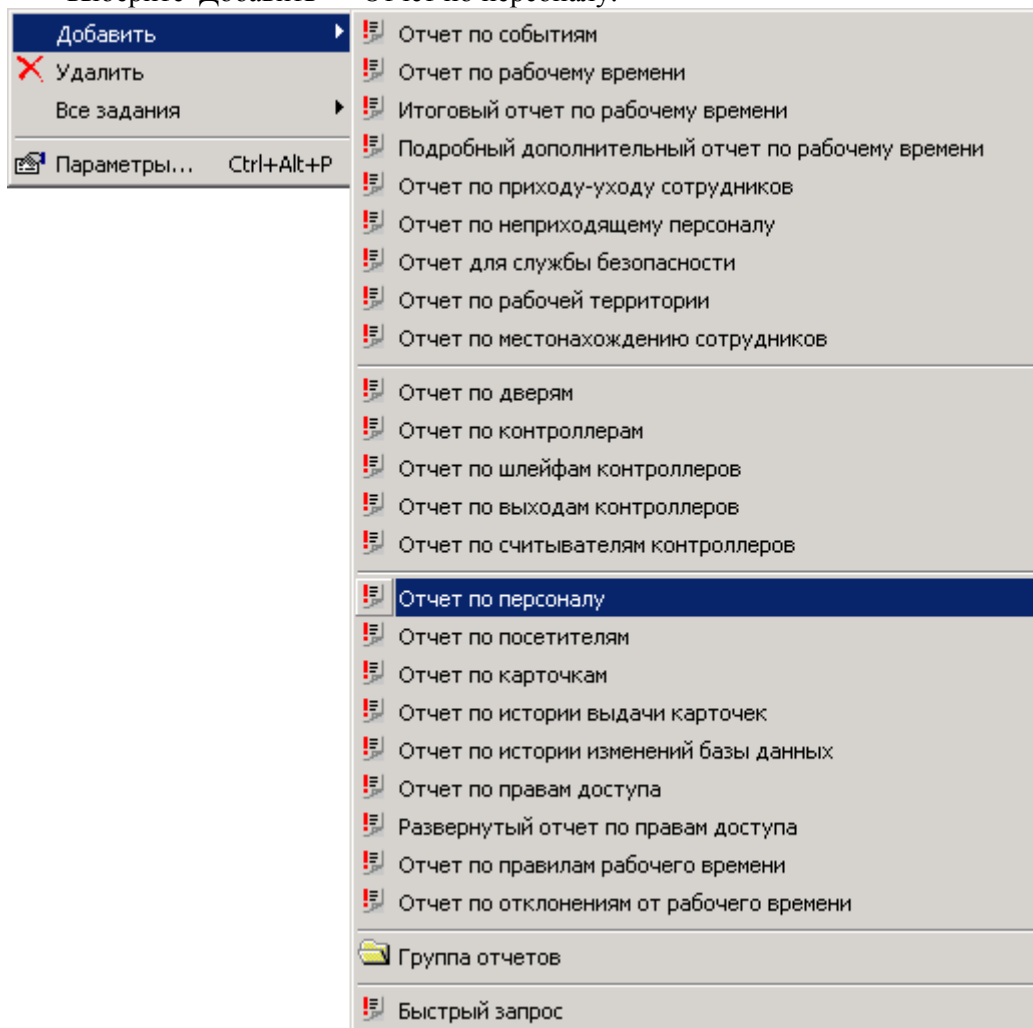 Добавить
Удалить
Все задания
Параметры... Ctrl+Alt+P
Отчет по событиям
Отчет по рабочему времени
Итоговый отчет по рабочему времени
Подробный дополнительный отчет по рабочему времени
Отчет по приходу-уходу сотрудников
Отчет по неприходящему персоналу
Отчет для службы безопасности
Отчет по рабочей территории
Отчет по местонахождению сотрудников
Отчет по дверям
Отчет по контроллерам
Отчет по шлейфам контроллеров
Отчет по выходам контроллеров
Отчет по считывателям контроллеров
Отчет по персоналу
Отчет по посетителям
Отчет по карточкам
Отчет по истории выдачи карточек
Отчет по истории изменений базы данных
Отчет по правам доступа
Развернутый отчет по правам доступа
Отчет по правилам рабочего времени
Отчет по отклонениям от рабочего времени
Группа отчетов
Быстрый запрос